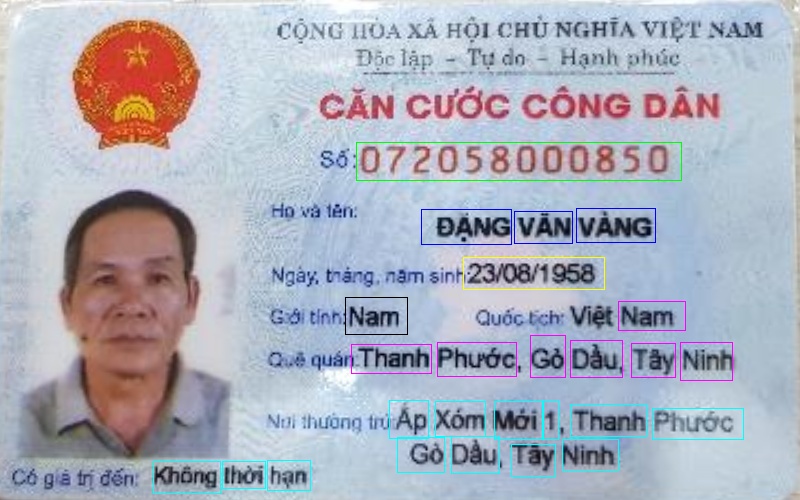 CỘNG HÒA XÃ HỘI CHỦ NGHĨA VIỆT NAM
Độc lập - Tự do - Hạnh phúc
CĂN CƯỚC CÔNG DÂN
Số: 072058000850
Họ và tên:
ĐẶNG VĂN VÀNG
Ngày, tháng, năm sinh: 23/08/1958
Giới tính: Nam Quốc tịch: Việt Nam
Quê quán: Thanh Phước, Gò Dầu, Tây Ninh
Nơi thường trú: Ấp Xóm Mới 1, Thanh Phước
Gò Dầu, Tây Ninh
Có giá trị đến: Không thời hạn